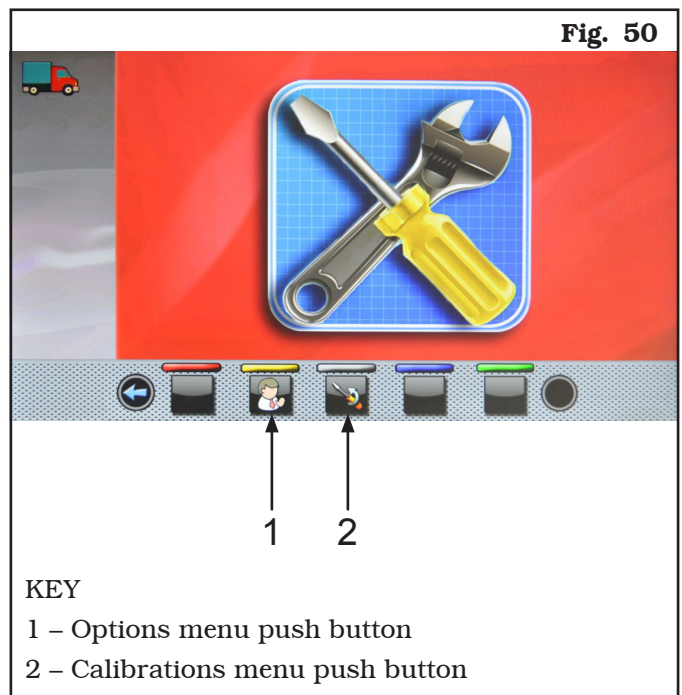 Fig. 50
1 2
KEY
1 – Options menu push button
2 – Calibrations menu push button